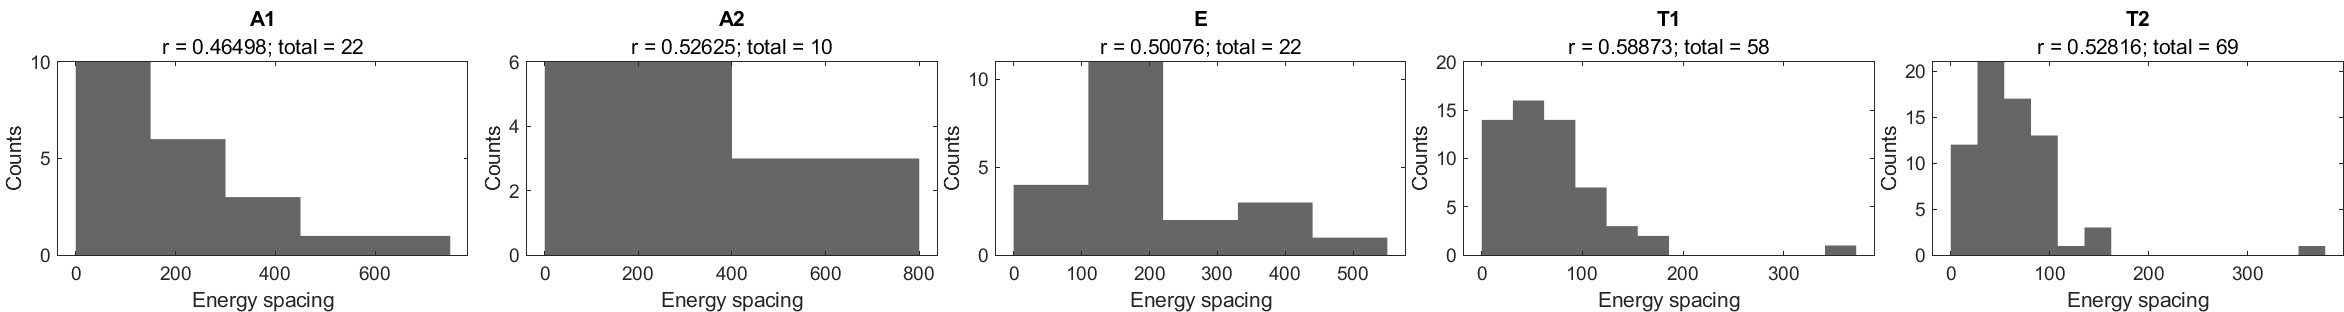 A1
r = 0.46498; total = 22
10
5
0
Counts
0 200 400 600
Energy spacing
A2
r = 0.52625; total = 10
6
4
2
0
Counts
0 200 400 600 800
Energy spacing
E
r = 0.50076; total = 22
10
5
0
Counts
0 100 200 300 400 500
Energy spacing
T1
r = 0.58873; total = 58
20
15
10
5
0
Counts
0 100 200 300
Energy spacing
T2
r = 0.52816; total = 69
20
15
10
5
0
Counts
0 100 200 300
Energy spacing